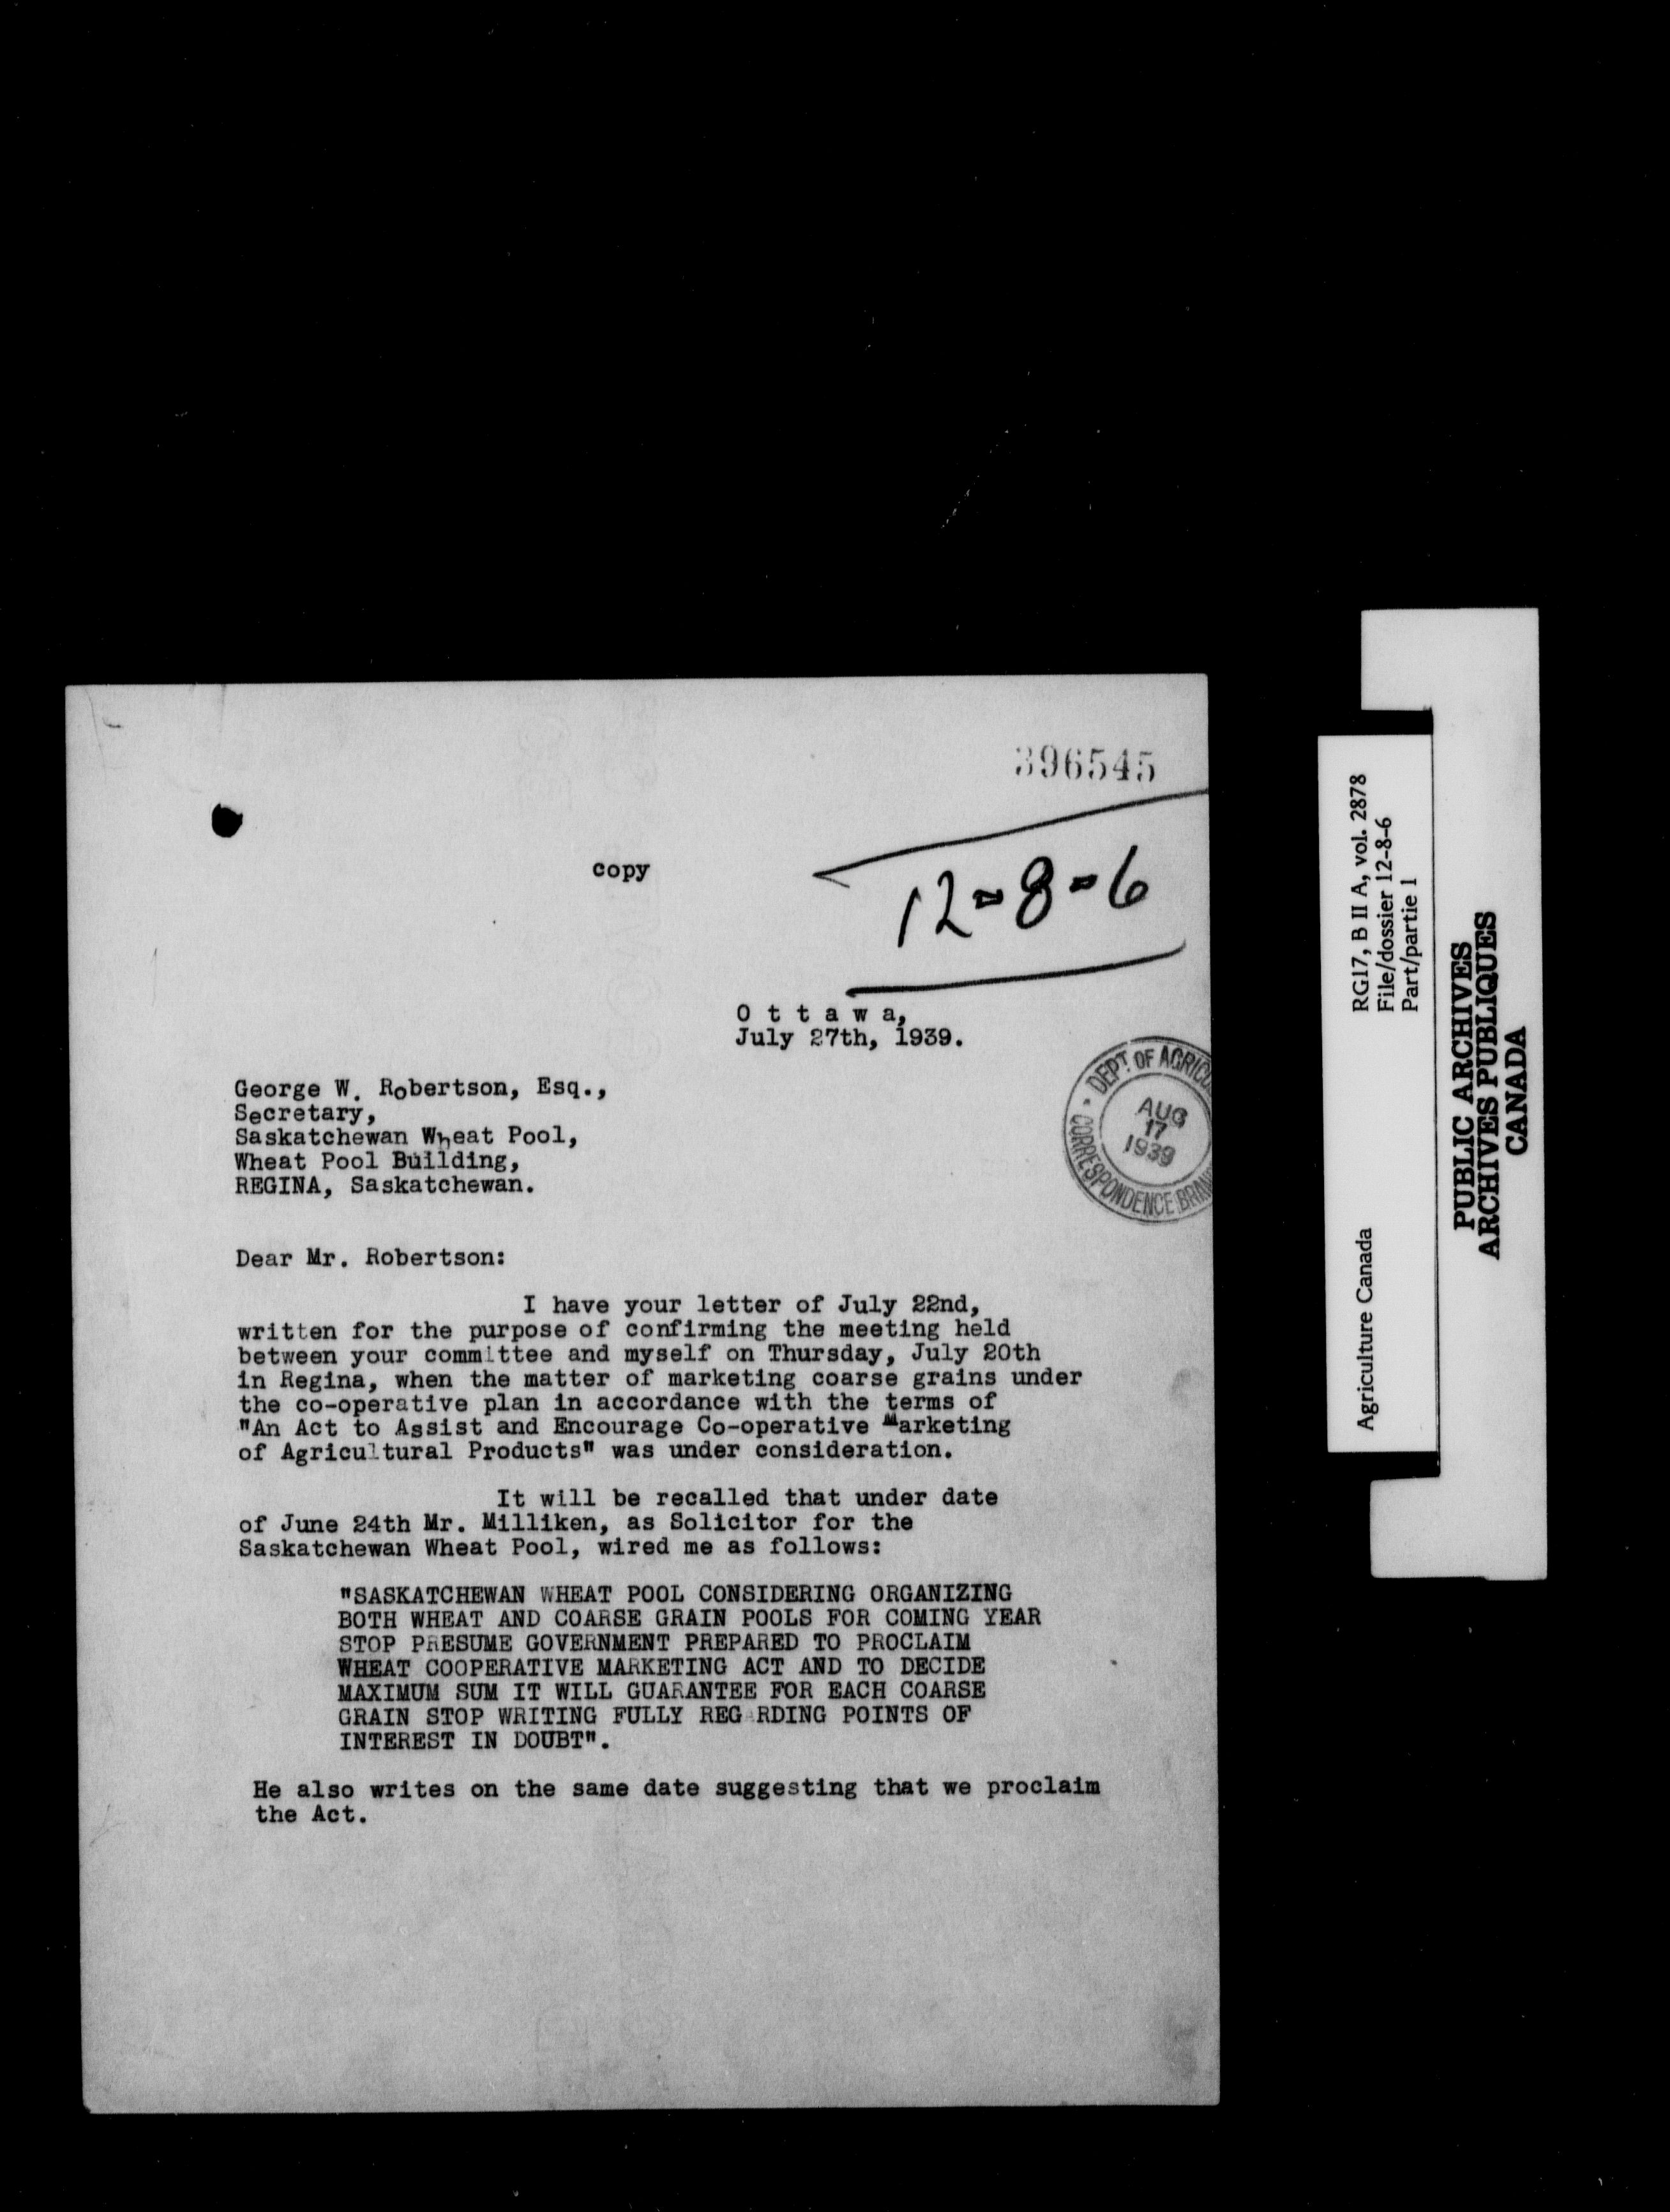 396545
copy
12-8-6
O t t a w a,
July 27th, 1939.
DEPT. OF AGRICU
AUG
17
1939
CORRESPONDENCE BRAN
George W. Robertson, Esq.,
Secretary,
Saskatchewan Wheat Pool,
Wheat Pool Building,
REGINA, Saskatchewan.
Dear Mr. Robertson:
I have your letter of July 22nd,
written for the purpose of confirming the meeting held
between your committee and myself on Thursday, July 20th
in Regina, when the matter of marketing coarse grains under
the co-operative plan in accordance with the terms of
"An Act to Assist and Encourage Co-operative Marketing
of Agricultural Products" was under consideration.
It will be recalled that under date
of June 24th Mr. Milliken, as Solicitor for the
Saskatchewan Wheat Pool, wired me as follows:
"SASKATCHEWAN WHEAT POOL CONSIDERING ORGANIZING
BOTH WHEAT AND COARSE GRAIN POOLS FOR COMING YEAR
STOP PRESUME GOVERNMENT PREPARED TO PROCLAIM
WHEAT COOPERATIVE MARKETING ACT AND TO DECIDE
MAXIMUM SUM IT WILL GUARANTEE FOR EACH COARSE
GRAIN STOP WRITING FULLY REG RDING POINTS OF
INTEREST IN DOUBT".
He also writes on the same date suggesting that we proclaim
the Act.
Agriculture Canada
RG17, B II A, vol. 2878
File/dossier 12-8-6
Part/partie 1
PUBLIC ARCHIVES
ARCHIVES PUBLIQUES
CANADA